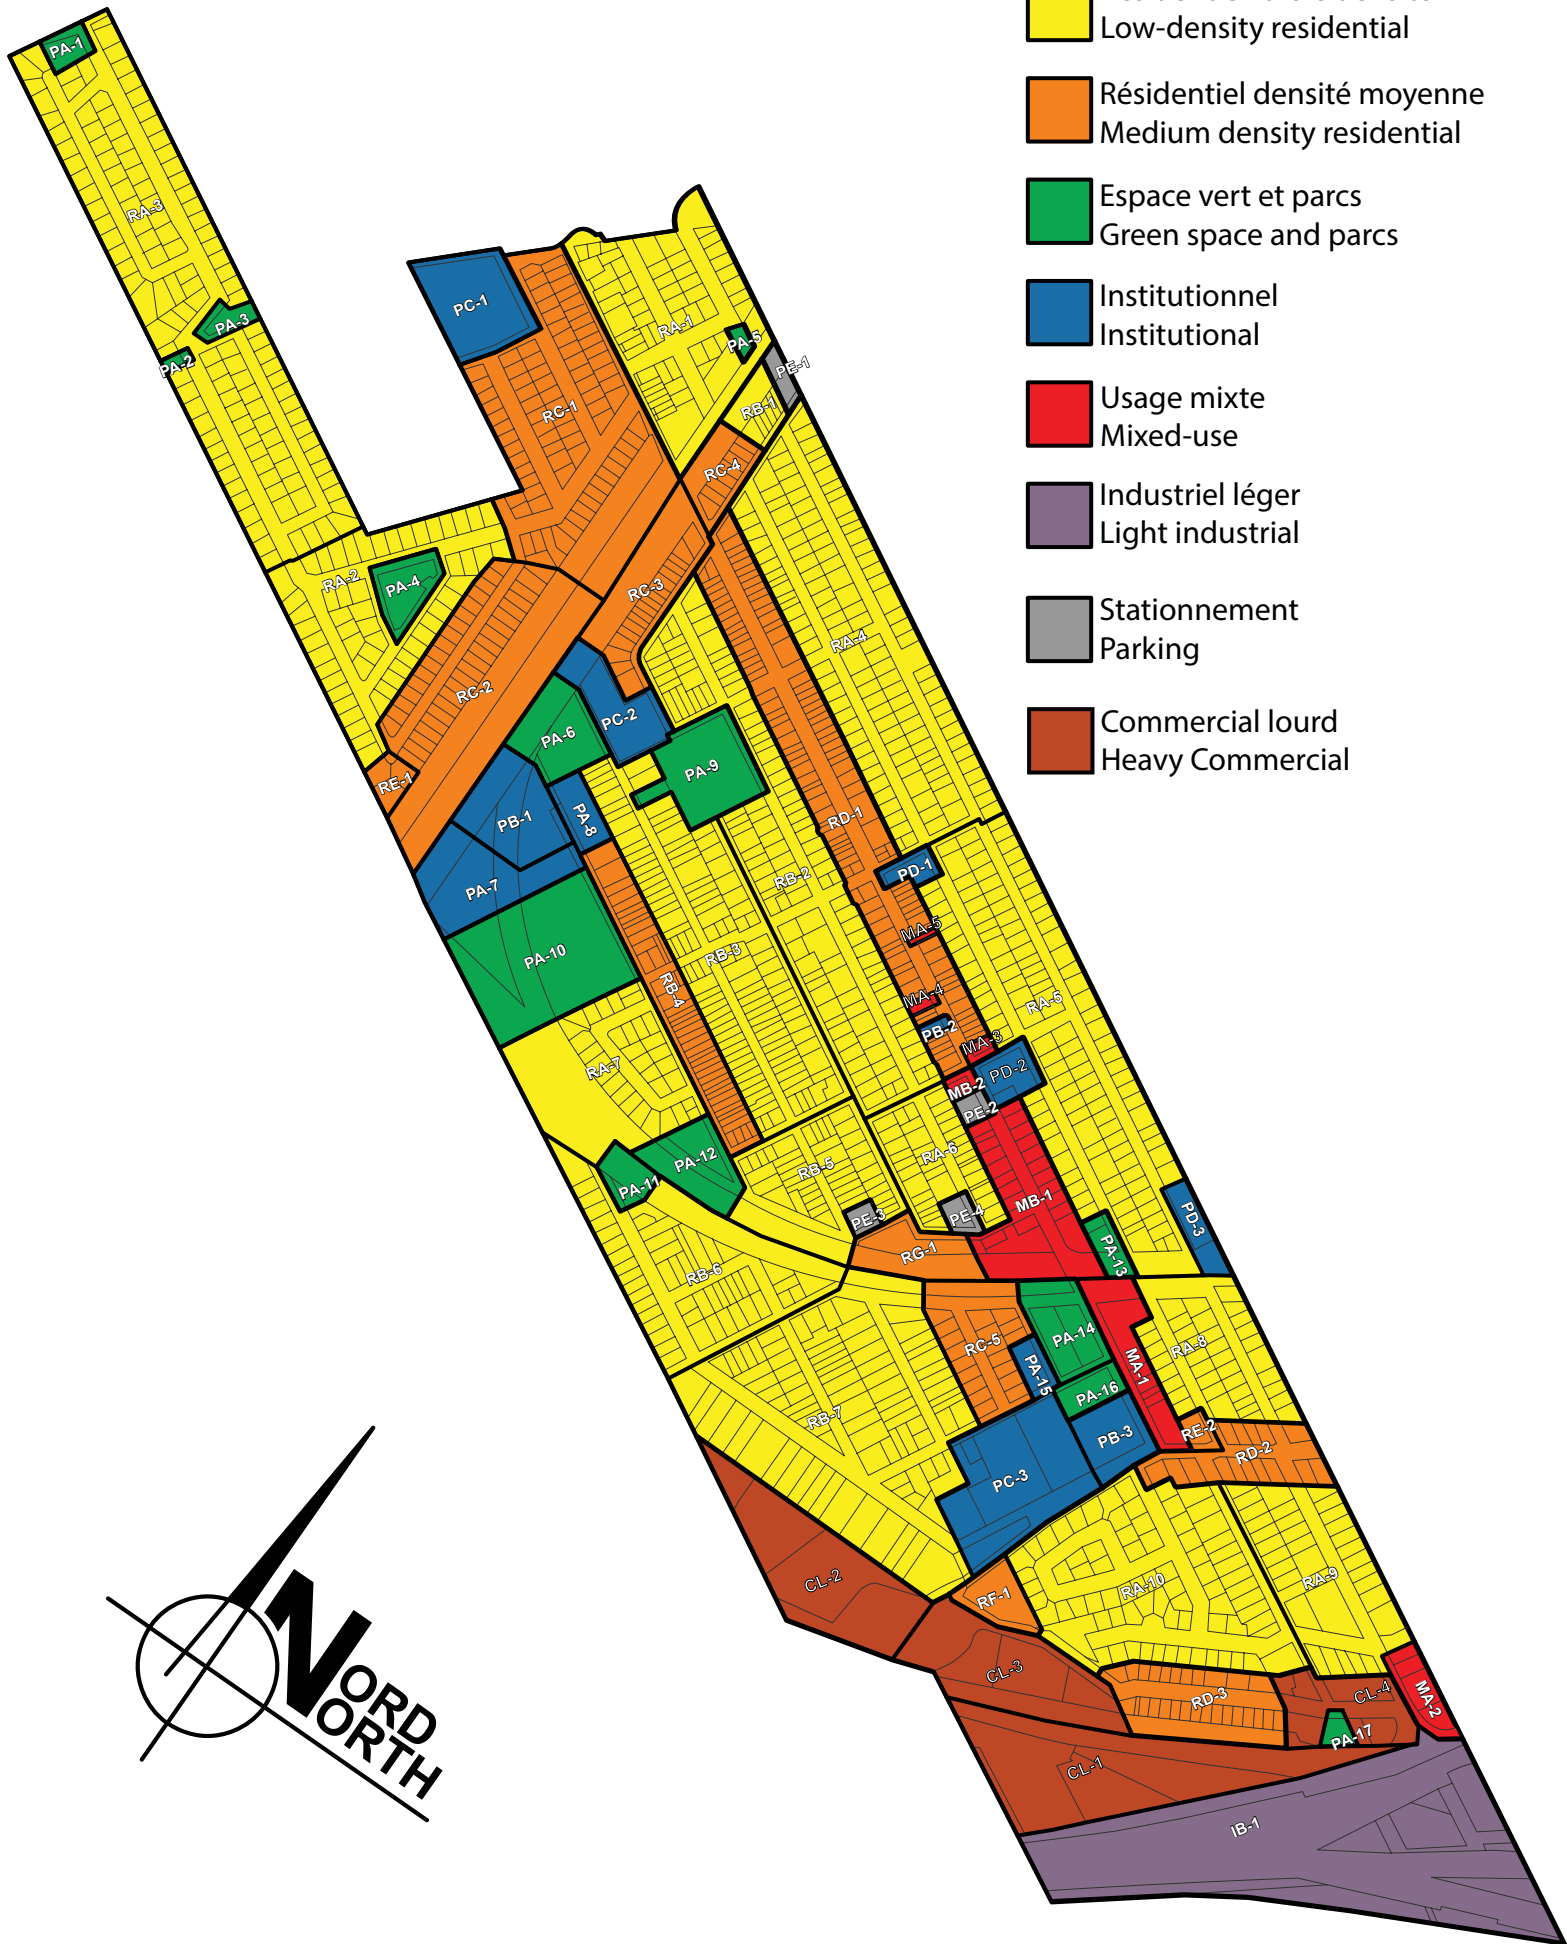 Low-density residential
Résidentiel densité moyenne
Medium density residential
Espace vert et parcs
Green space and parcs
Institutionnel
Institutional
Usage mixte
Mixed-use
Industriel léger
Light industrial
Stationnement
Parking
Commercial lourd
Heavy Commercial
PA-1
RA-3
PA-3
PA-2
PC-1
RA-1
PA-5
PE-1
RB-1
RC-1
RC-4
RA-2
PA-4
RC-3
RA-4
RC-2
PC-2
PA-6
PA-9
RE-1
PB-1
PA-8
RD-1
PA-7
RB-2
PD-1
PA-10
RB-3
RB-4
MA-5
MA-4
RA-5
PB-2
MA-3
PD-2
MB-2
PE-2
RA-7
PA-12
PA-11
RB-5
RA-6
MB-1
PE-3
PE-4
PD-3
RG-1
PA-13
RB-6
RC-5
PA-14
RA-8
PA-15
MA-1
PA-16
RB-7
PB-3
RE-2
RD-2
PC-3
CL-2
RF-1
RA-10
RA-9
CL-3
RD-3
CL-4
MA-2
PA-17
CL-1
IB-1
NORD
NORTH